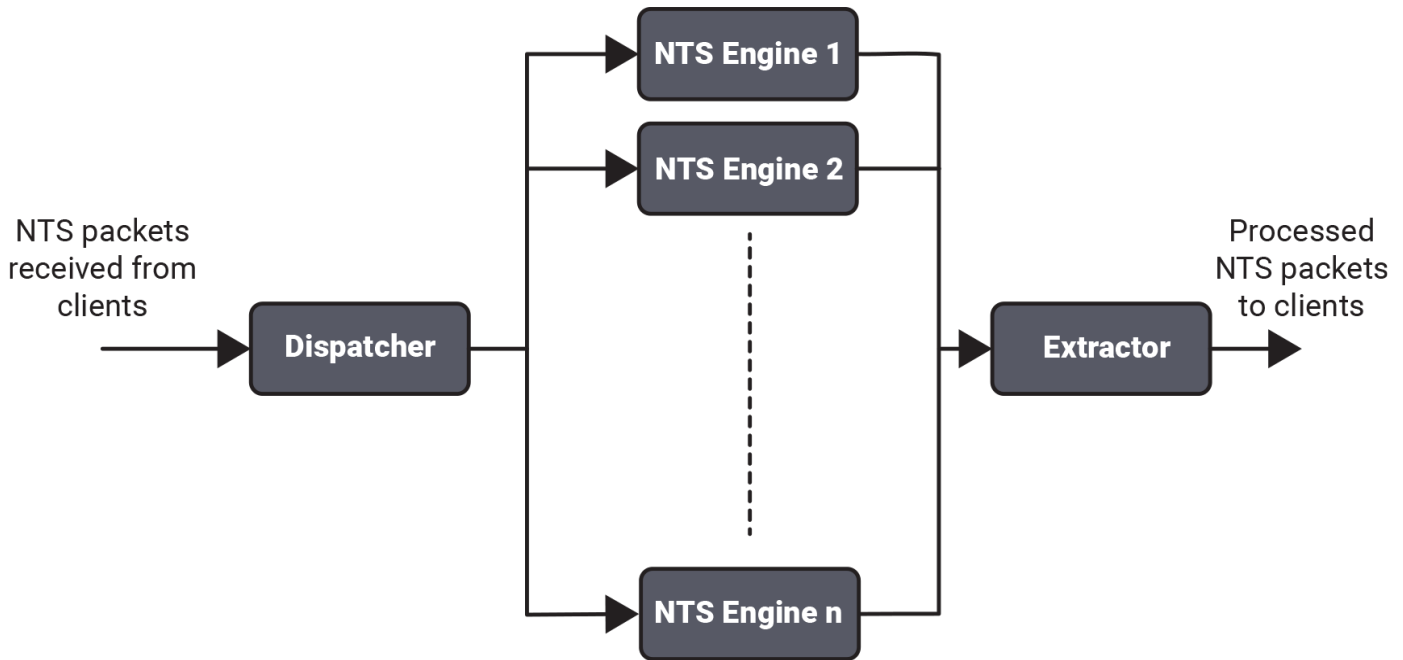 NTS Engine 1
NTS Engine 2
NTS packets
received from
clients
Dispatcher
Processed
NTS packets
to clients
Extractor
NTS Engine n